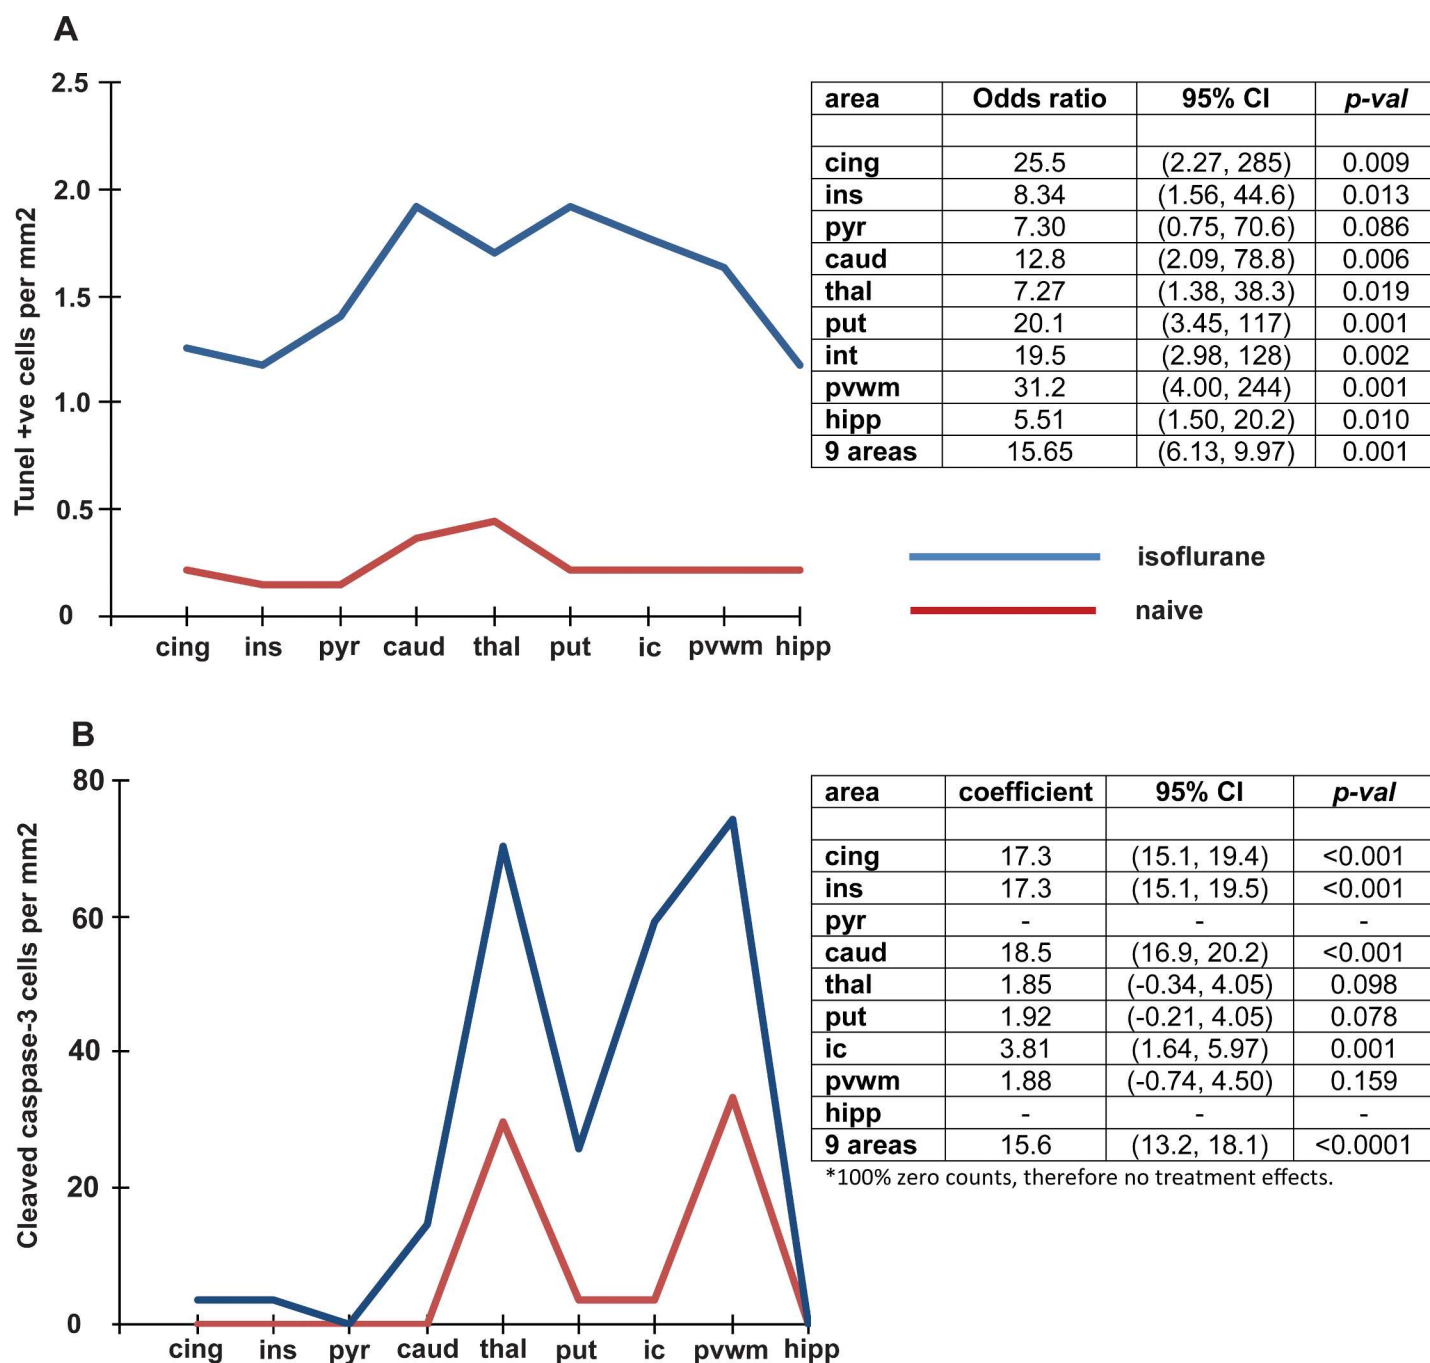 A
Tunel +ve cells per mm2
2.5
2.0
1.5
1.0
0.5
0
cing ins pyr caud thal put ic pvwm hipp
area Odds ratio 95% CI p-val
cing 25.5 (2.27, 285) 0.009
ins 8.34 (1.56, 44.6) 0.013
pyr 7.30 (0.75, 70.6) 0.086
caud 12.8 (2.09, 78.8) 0.006
thal 7.27 (1.38, 38.3) 0.019
put 20.1 (3.45, 117) 0.001
int 19.5 (2.98, 128) 0.002
pvwm 31.2 (4.00, 244) 0.001
hipp 5.51 (1.50, 20.2) 0.010
9 areas 15.65 (6.13, 9.97) 0.001
isoflurane
naive
B
Cleaved caspase-3 cells per mm2
80
60
40
20
0
cing ins pyr caud thal put ic pvwm hipp
area coefficient 95% CI p-val
cing 17.3 (15.1, 19.4) <0.001
ins 17.3 (15.1, 19.5) <0.001
pyr - - -
caud 18.5 (16.9, 20.2) <0.001
thal 1.85 (-0.34, 4.05) 0.098
put 1.92 (-0.21, 4.05) 0.078
ic 3.81 (1.64, 5.97) 0.001
pvwm 1.88 (-0.74, 4.50) 0.159
hipp - - -
9 areas 15.6 (13.2, 18.1) <0.0001
*100% zero counts, therefore no treatment effects.